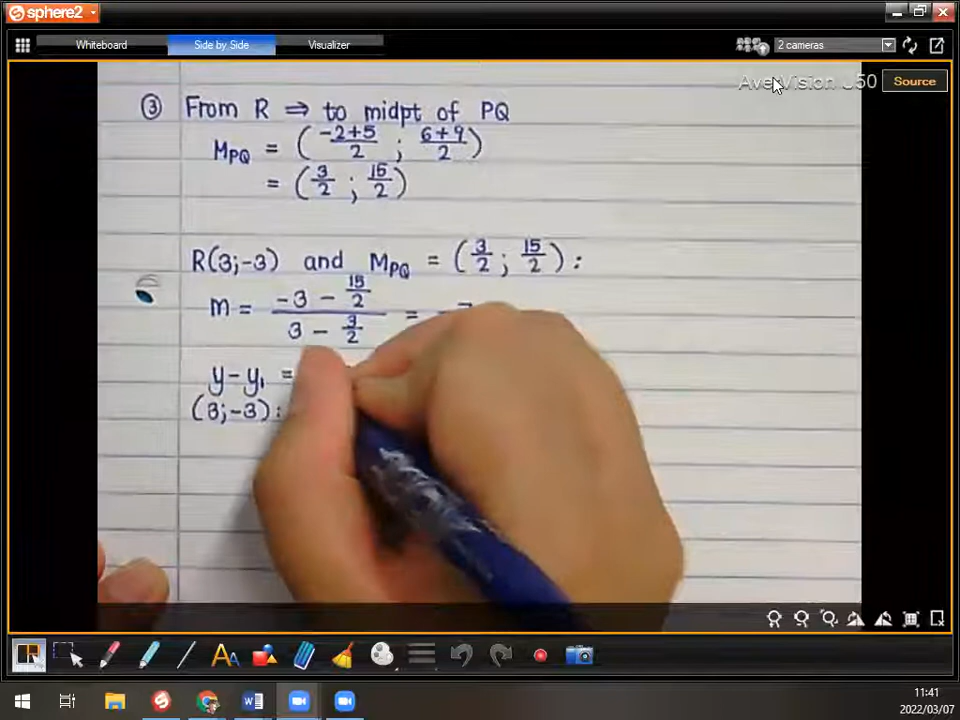 sphere2
Whiteboard Side by Side Visualizer 2 cameras
Source
③ From R ⇒ to midpt of PQ
M_PQ = (-2+5/2 ; 6+9/2)
= (3/2 ; 15/2)
R(3;-3) and M_PQ = (3/2 ; 15/2):
m = -3 - 15/2 / 3 - 3/2 =
y-y₁ =
(3;-3):
11:41
2022/03/07